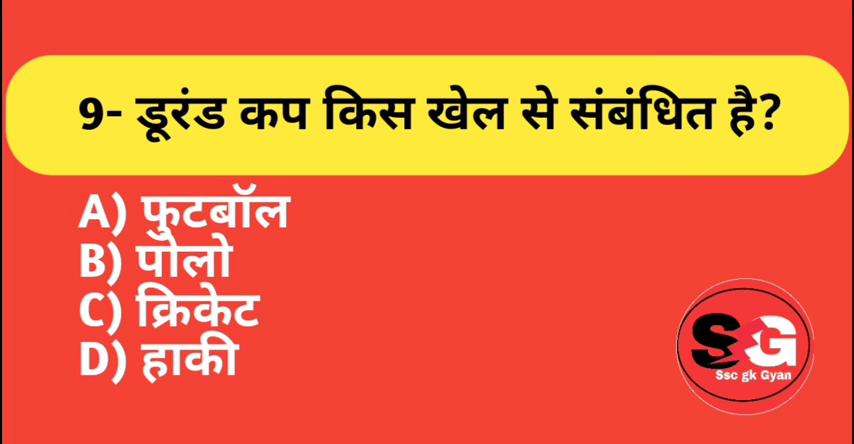 9- डूरंड कप किस खेल से संबंधित है?
A) फुटबॉल
B) पोलो
C) क्रिकेट
D) हाकी
SG
Ssc gk Gyan